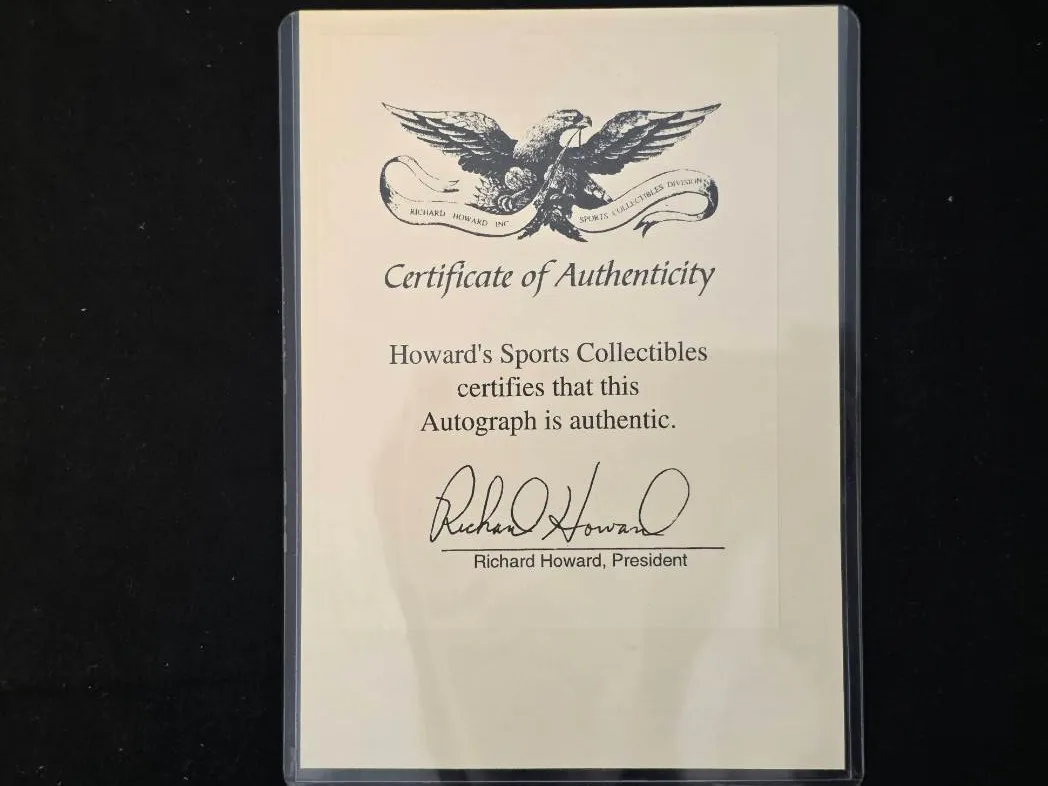 RICHARD HOWARD INC
SPORTS COLLECTIBLES DIVISION
Certificate of Authenticity
Howard's Sports Collectibles
certifies that this
Autograph is authentic.
Richard Howard
Richard Howard, President